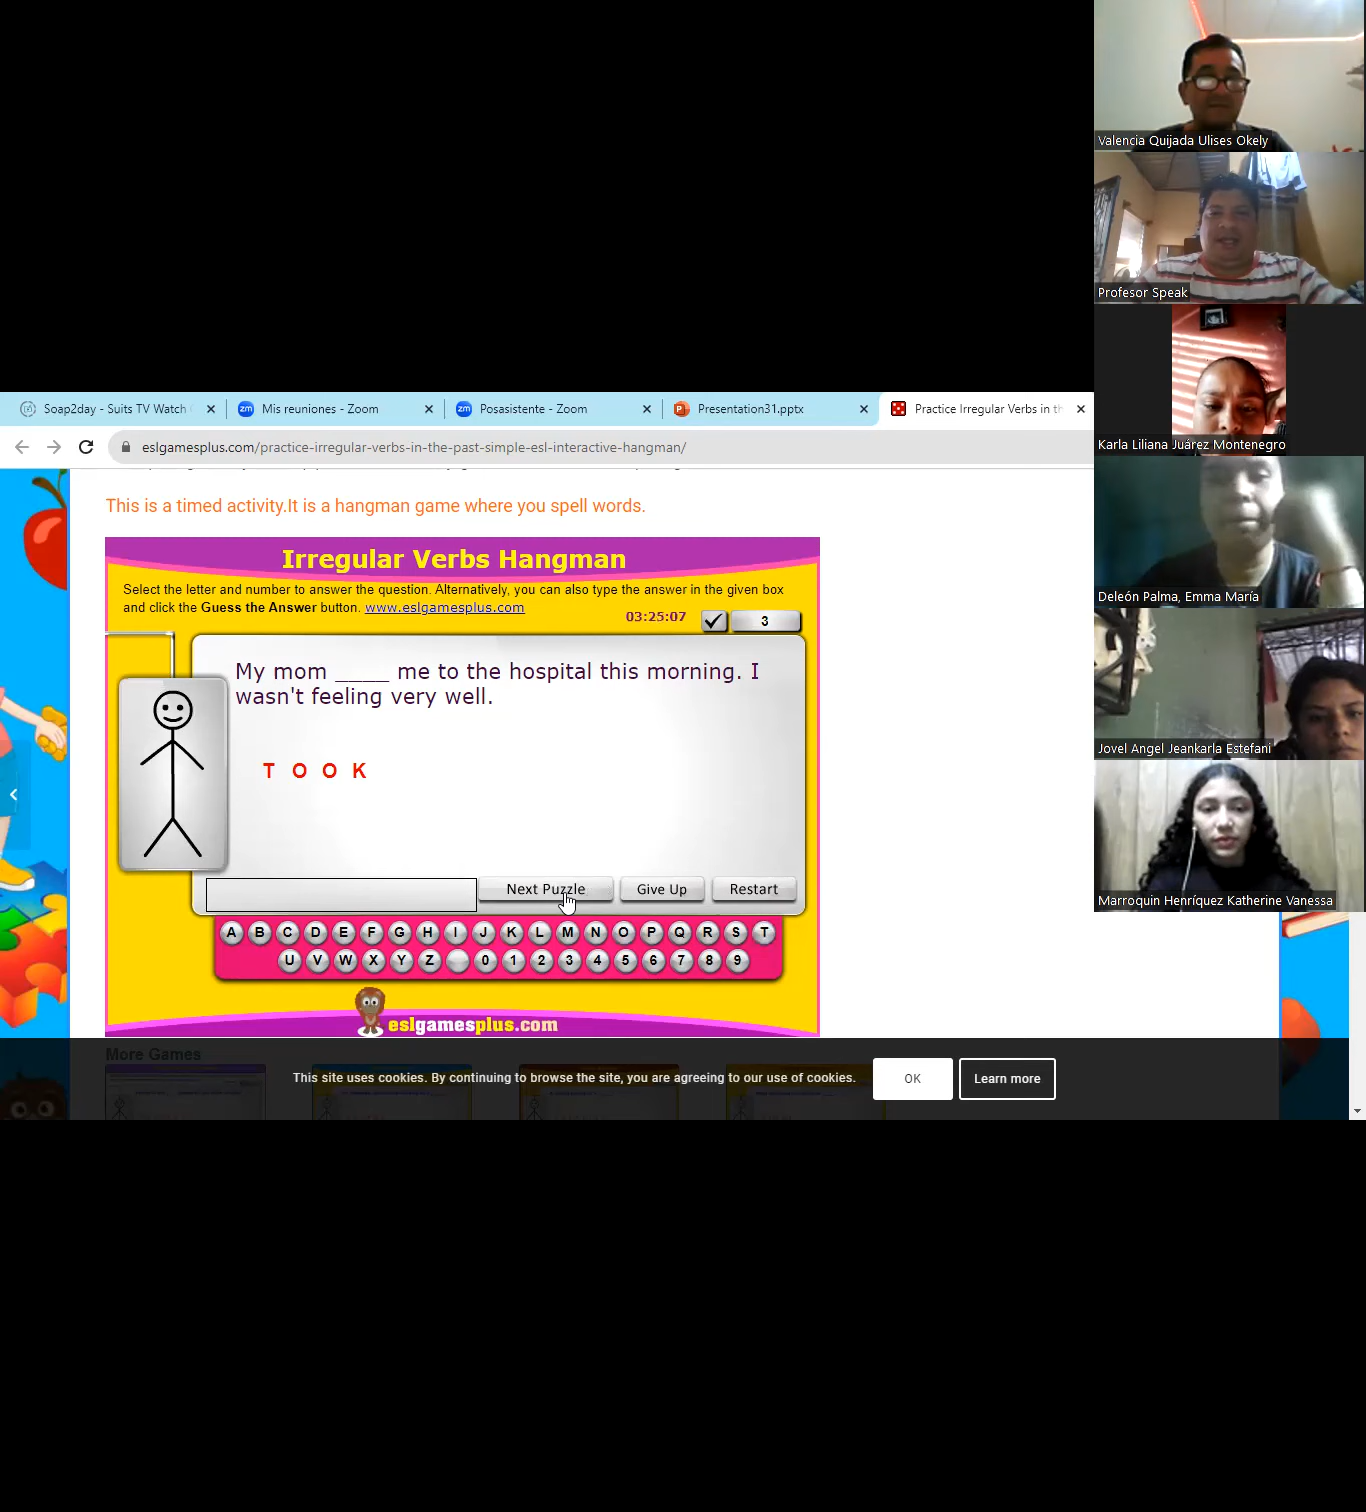 Valencia Quijada Ulises Okely
Profesor Speak
Karla Liliana Juárez Montenegro
Deleón Palma, Emma María
Jovel Angel Jeankarla Estefani
Marroquin Henríquez Katherine Vanessa
Soap2day - Suits TV Watch
Mis reuniones - Zoom
Posasistente - Zoom
Presentation31.pptx
Practice Irregular Verbs in th
eslgamesplus.com/practice-irregular-verbs-in-the-past-simple-esl-interactive-hangman/
This is a timed activity.It is a hangman game where you spell words.
Irregular Verbs Hangman
Select the letter and number to answer the question. Alternatively, you can also type the answer in the given box
and click the Guess the Answer button. www.eslgamesplus.com
03:25:07
3
My mom ____ me to the hospital this morning. I
wasn't feeling very well.
T O O K
Next Puzzle Give Up Restart
A B C D E F G H I J K L M N O P Q R S T
U V W X Y Z 0 1 2 3 4 5 6 7 8 9
eslgamesplus.com
More Games
This site uses cookies. By continuing to browse the site, you are agreeing to our use of cookies. OK Learn more